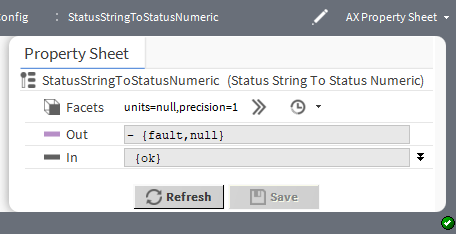 onfig : StatusStringToStatusNumeric AX Property Sheet
Property Sheet
StatusStringToStatusNumeric (Status String To Status Numeric)
Facets units=null,precision=1
Out - {fault,null}
In {ok}
Refresh Save